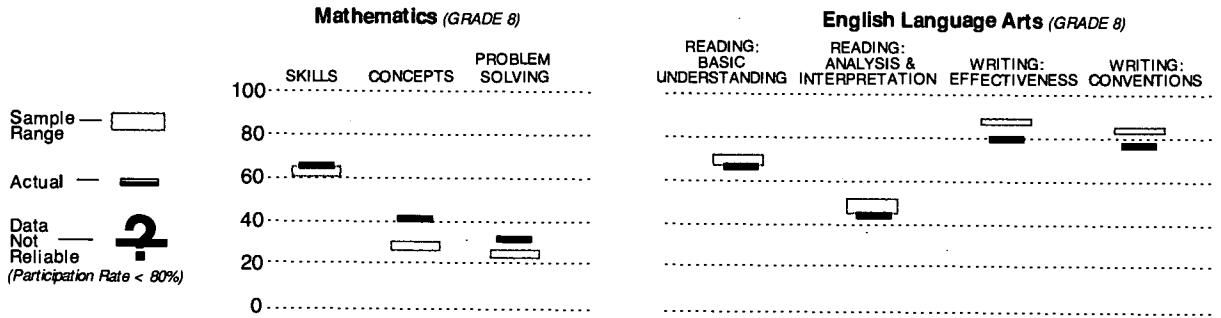 Mathematics (GRADE 8)
SKILLS
CONCEPTS
PROBLEM
SOLVING
100
80
60
40
20
0
Sample
Range
Actual
Data
Not
Reliable
?
(Participation Rate < 80%)
English Language Arts (GRADE 8)
READING:
BASIC
UNDERSTANDING
READING:
ANALYSIS &
INTERPRETATION
WRITING:
EFFECTIVENESS
WRITING:
CONVENTIONS